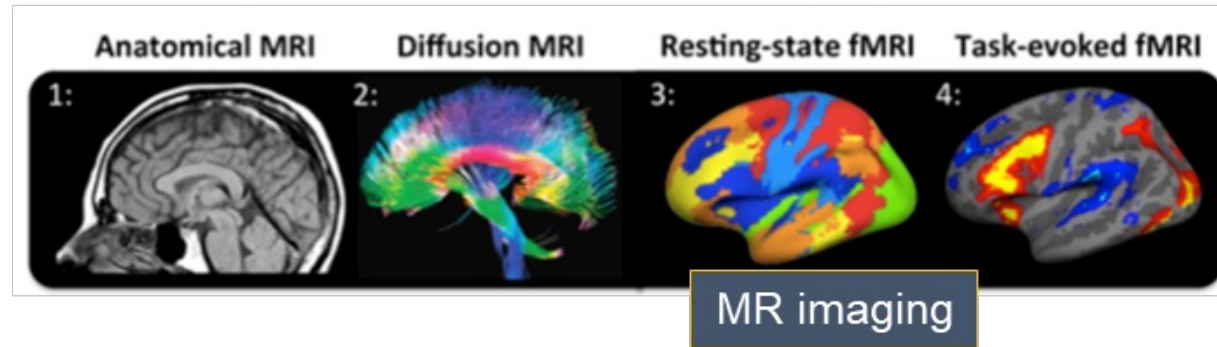 Anatomical MRI
Diffusion MRI
Resting-state fMRI
Task-evoked fMRI
1:
2:
3:
4:
MR imaging